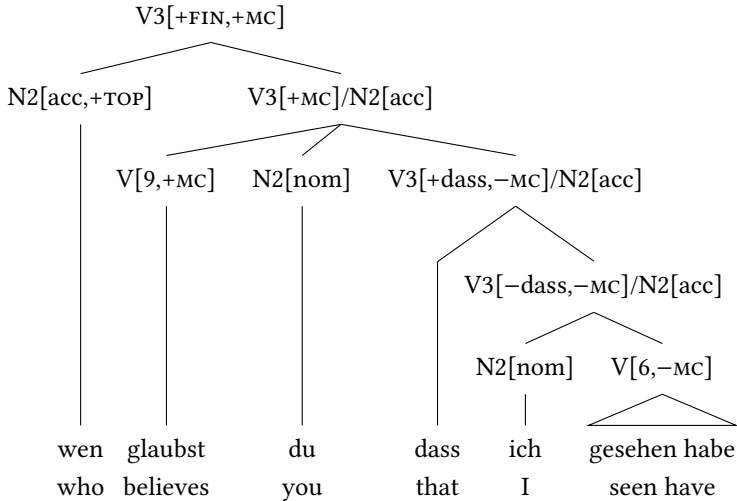 V3[+FIN,+MC]
N2[acc,+TOP] V3[+MC]/N2[acc]
V[9,+MC] N2[nom] V3[+dass,−MC]/N2[acc]
V3[−dass,−MC]/N2[acc]
N2[nom] V[6,−MC]
wen glaubst du dass ich gesehen habe
who believes you that I seen have